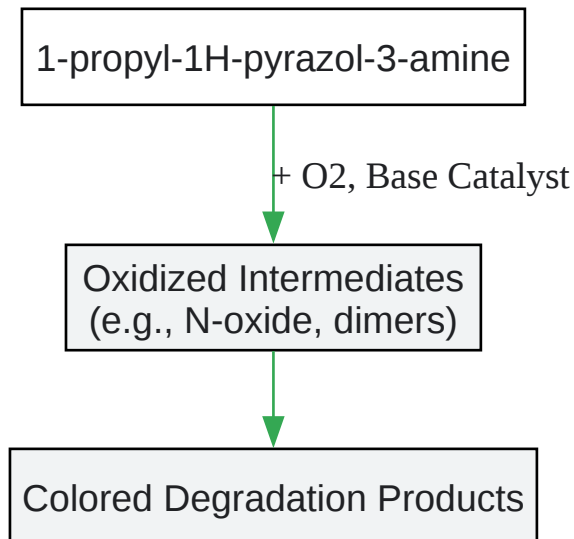 1-propyl-1H-pyrazol-3-amine
+ O2, Base Catalyst
Oxidized Intermediates
(e.g., N-oxide, dimers)
Colored Degradation Products